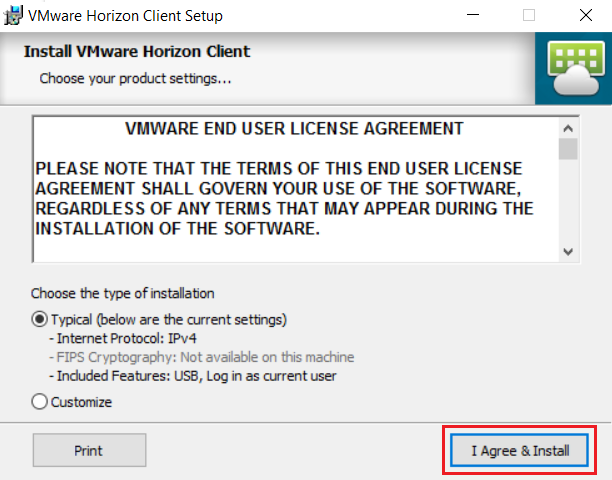 VMware Horizon Client Setup
Install VMware Horizon Client
Choose your product settings...
VMWARE END USER LICENSE AGREEMENT
PLEASE NOTE THAT THE TERMS OF THIS END USER LICENSE
AGREEMENT SHALL GOVERN YOUR USE OF THE SOFTWARE,
REGARDLESS OF ANY TERMS THAT MAY APPEAR DURING THE
INSTALLATION OF THE SOFTWARE.
Choose the type of installation
Typical (below are the current settings)
- Internet Protocol: IPv4
- FIPS Cryptography: Not available on this machine
- Included Features: USB, Log in as current user
Customize
Print
I Agree & Install